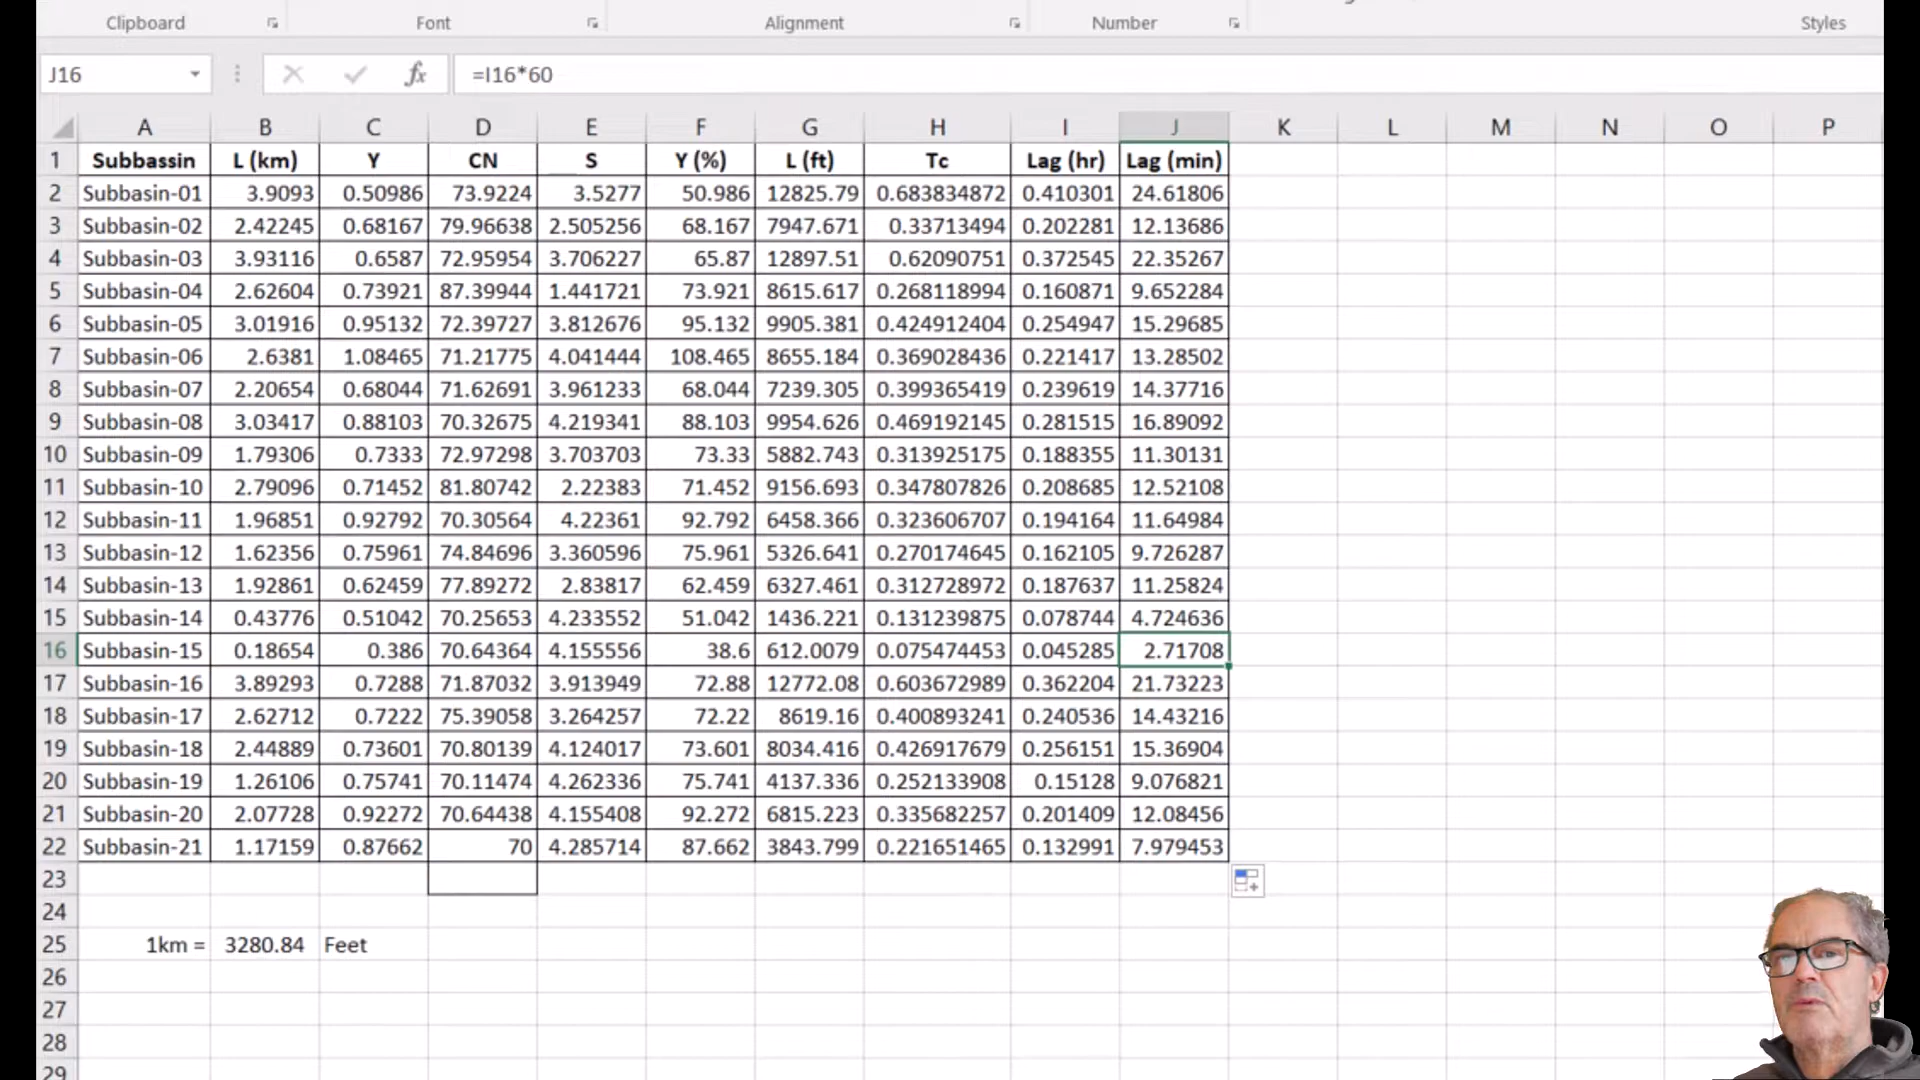 Clipboard Font Alignment Number Styles
J16 fx =I16*60
A B C D E F G H I J K L M N O P
1 Subbassin L (km) Y CN S Y (%) L (ft) Tc Lag (hr) Lag (min)
2 Subbasin-01 3.9093 0.50986 73.9224 3.5277 50.986 12825.79 0.683834872 0.410301 24.61806
3 Subbasin-02 2.42245 0.68167 79.96638 2.505256 68.167 7947.671 0.33713494 0.202281 12.13686
4 Subbasin-03 3.93116 0.6587 72.95954 3.706227 65.87 12897.51 0.62090751 0.372545 22.35267
5 Subbasin-04 2.62604 0.73921 87.39944 1.441721 73.921 8615.617 0.268118994 0.160871 9.652284
6 Subbasin-05 3.01916 0.95132 72.39727 3.812676 95.132 9905.381 0.424912404 0.254947 15.29685
7 Subbasin-06 2.6381 1.08465 71.21775 4.041444 108.465 8655.184 0.369028436 0.221417 13.28502
8 Subbasin-07 2.20654 0.68044 71.62691 3.961233 68.044 7239.305 0.399365419 0.239619 14.37716
9 Subbasin-08 3.03417 0.88103 70.32675 4.219341 88.103 9954.626 0.469192145 0.281515 16.89092
10 Subbasin-09 1.79306 0.7333 72.97298 3.703703 73.33 5882.743 0.313925175 0.188355 11.30131
11 Subbasin-10 2.79096 0.71452 81.80742 2.22383 71.452 9156.693 0.347807826 0.208685 12.52108
12 Subbasin-11 1.96851 0.92792 70.30564 4.22361 92.792 6458.366 0.323606707 0.194164 11.64984
13 Subbasin-12 1.62356 0.75961 74.84696 3.360596 75.961 5326.641 0.270174645 0.162105 9.726287
14 Subbasin-13 1.92861 0.62459 77.89272 2.83817 62.459 6327.461 0.312728972 0.187637 11.25824
15 Subbasin-14 0.43776 0.51042 70.25653 4.233552 51.042 1436.221 0.131239875 0.078744 4.724636
16 Subbasin-15 0.18654 0.386 70.64364 4.155556 38.6 612.0079 0.075474453 0.045285 2.71708
17 Subbasin-16 3.89293 0.7288 71.87032 3.913949 72.88 12772.08 0.603672989 0.362204 21.73223
18 Subbasin-17 2.62712 0.7222 75.39058 3.264257 72.22 8619.16 0.400893241 0.240536 14.43216
19 Subbasin-18 2.44889 0.73601 70.80139 4.124017 73.601 8034.416 0.426917679 0.256151 15.36904
20 Subbasin-19 1.26106 0.75741 70.11474 4.262336 75.741 4137.336 0.252133908 0.15128 9.076821
21 Subbasin-20 2.07728 0.92272 70.64438 4.155408 92.272 6815.223 0.335682257 0.201409 12.08456
22 Subbasin-21 1.17159 0.87662 70 4.285714 87.662 3843.799 0.221651465 0.132991 7.979453
23
24
25 1km = 3280.84 Feet
26
27
28
29